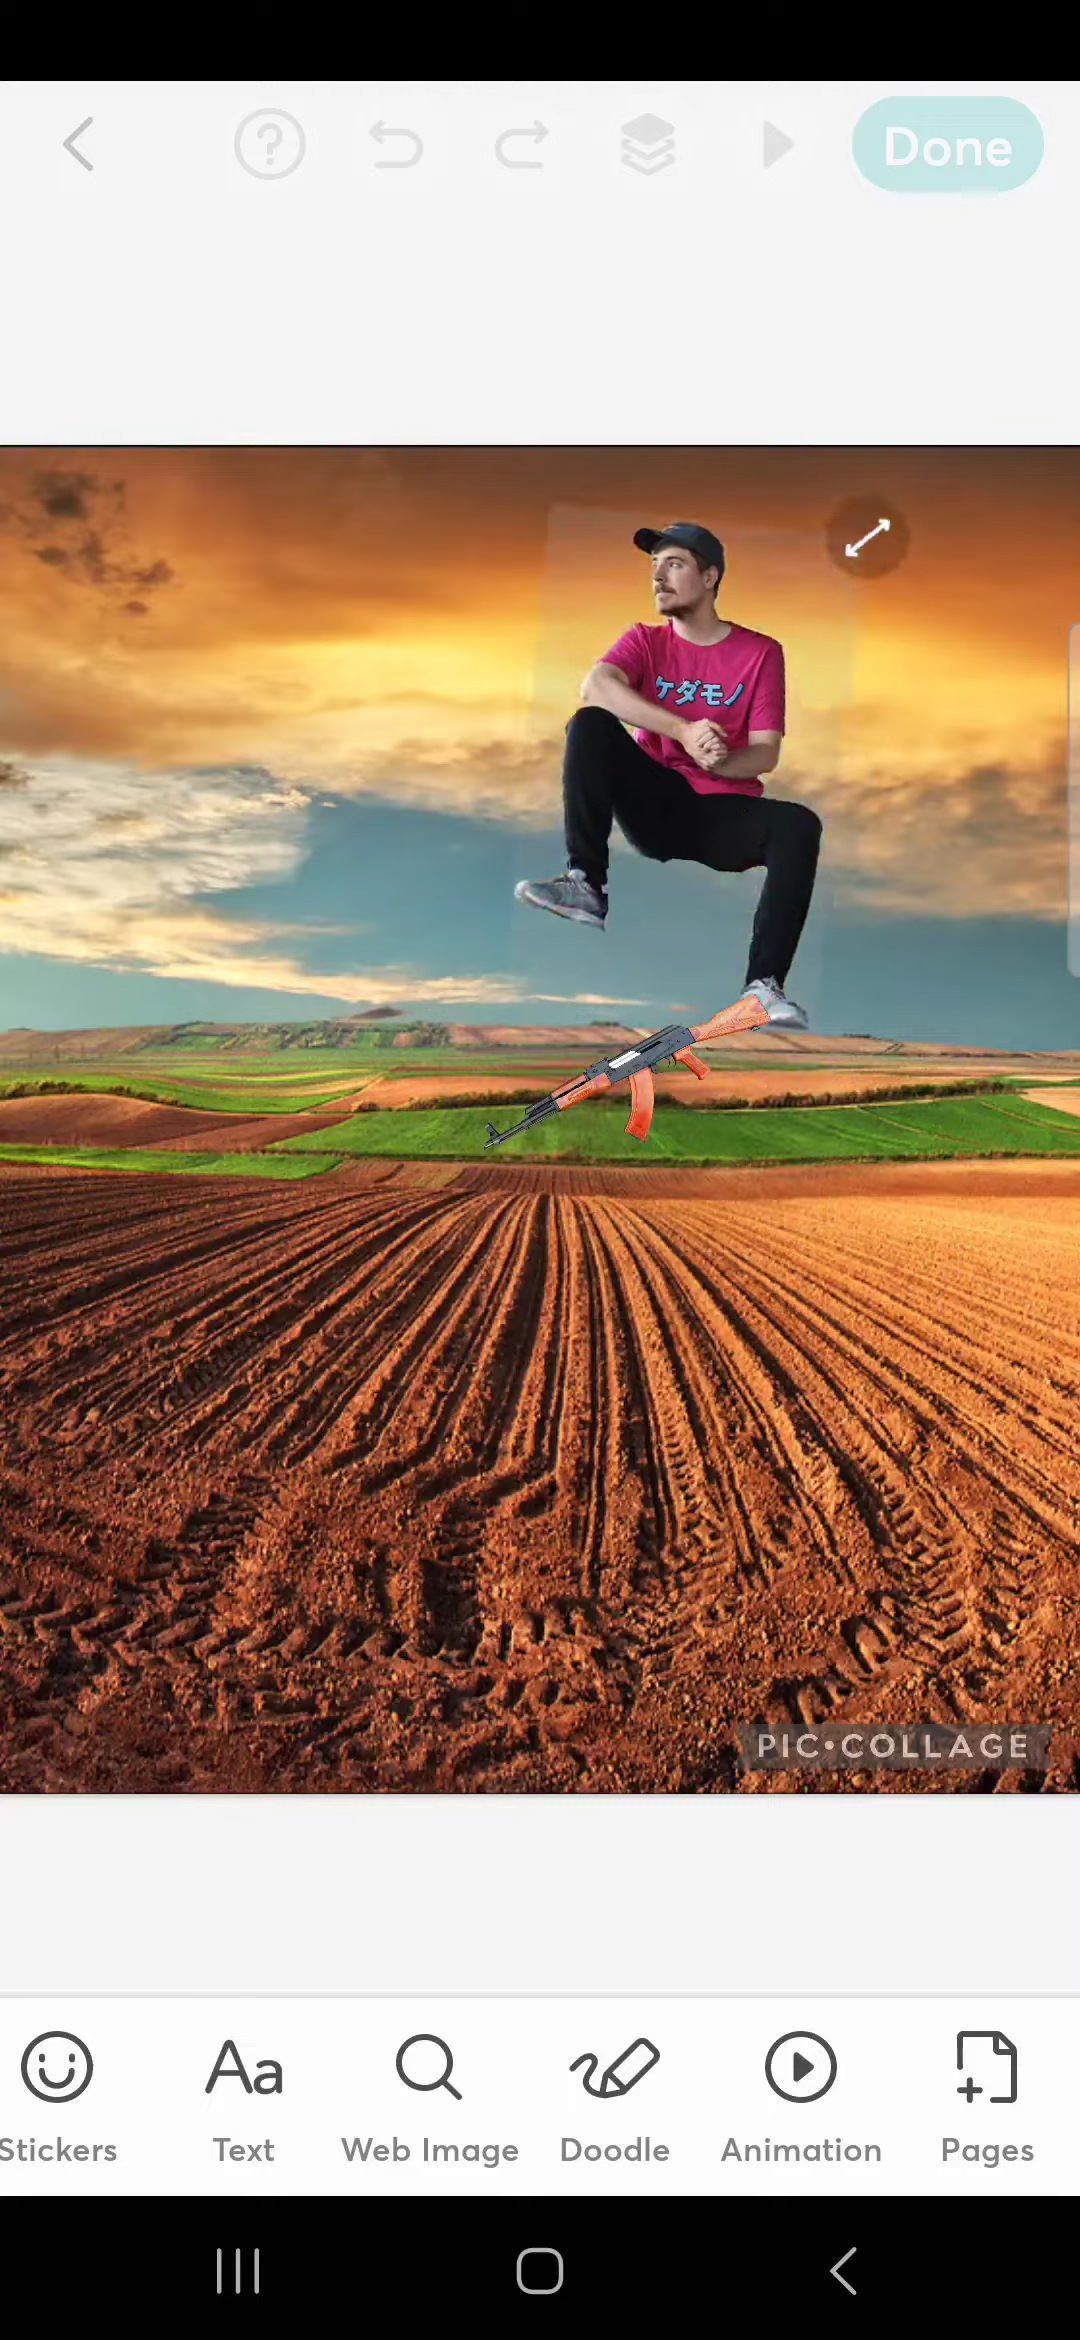 Done
ケダモノ
PIC•COLLAGE
Stickers
Text
Web Image
Doodle
Animation
Pages